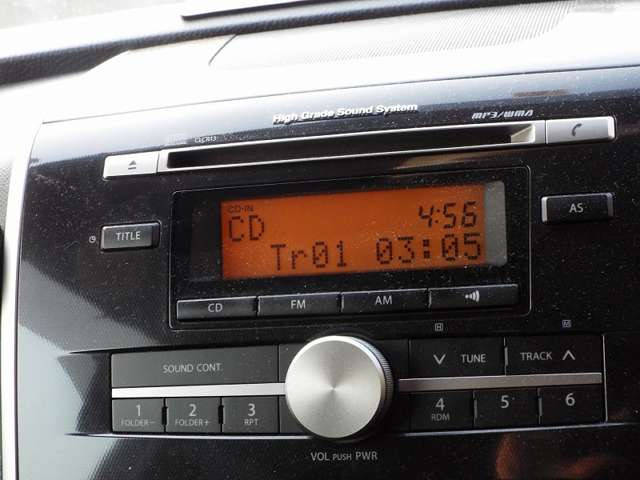 High Grade Sound System
MP3/WMA
CD-IN
CD 4:56
Tr01 03:05
TITLE
AS
CD FM AM
H M
SOUND CONT. TUNE TRACK
1 2 3 4 5 6
FOLDER− FOLDER+ RPT RDM
VOL PUSH PWR